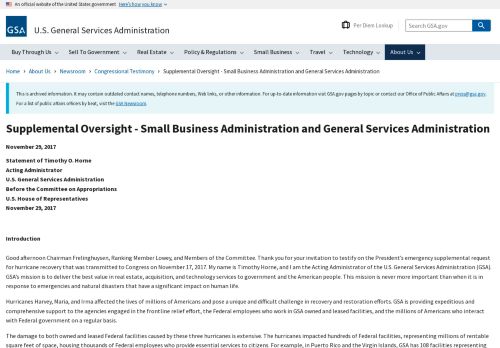 An official website of the United States government Here's how you know
GSA
U.S. General Services Administration
Per Diem Lookup
Search GSA.gov
Buy Through Us Sell To Government Real Estate Policy & Regulations Small Business Travel Technology About Us
Home › About Us › Newsroom › Congressional Testimony › Supplemental Oversight - Small Business Administration and General Services Administration
This is archived information. It may contain outdated contact names, telephone numbers, Web links, or other information. For up-to-date information visit GSA.gov pages by topic or contact our Office of Public Affairs at press@gsa.gov.
For a list of public affairs officers by beat, visit the GSA Newsroom.
Supplemental Oversight - Small Business Administration and General Services Administration
November 29, 2017
Statement of Timothy O. Horne
Acting Administrator
U.S. General Services Administration
Before the Committee on Appropriations
U.S. House of Representatives
November 29, 2017
Introduction
Good afternoon Chairman Frelinghuysen, Ranking Member Lowey, and Members of the Committee. Thank you for your invitation to testify on the President's emergency supplemental
request for hurricane recovery that was transmitted to Congress on November 17, 2017. My name is Timothy Horne, and I am the Acting Administrator of the U.S. General Services Administration (GSA).
GSA's mission is to deliver the best value in real estate, acquisition, and technology services to government and the American people. This mission is never more important than when it is in
response to emergencies and natural disasters that have a significant impact on human life.
Hurricanes Harvey, Maria, and Irma affected the lives of millions of Americans and pose a unique and difficult challenge in recovery and restoration efforts. GSA is providing expeditious and
comprehensive support to the agencies engaged in the frontline relief effort, the Federal employees who work in GSA owned and leased facilities, and the millions of Americans who interact
with Federal government on a regular basis.
The damage to both owned and leased Federal facilities caused by these three hurricanes is extensive. The hurricanes impacted hundreds of Federal facilities, representing millions of rentable
square feet of space, housing thousands of Federal employees who provide essential services to citizens. For example, in Puerto Rico and the Virgin Islands, GSA has 108 facilities representing